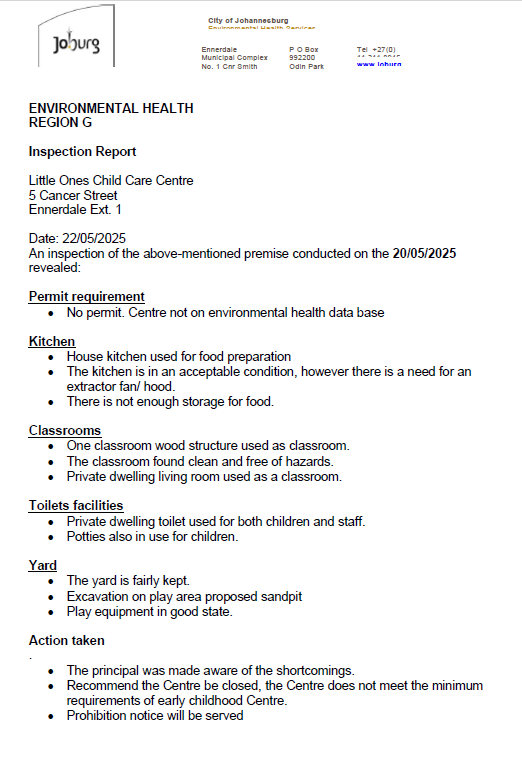 Joburg
City of Johannesburg
Environmental Health Services
Ennerdale P O Box Tel +27(0)
Municipal Complex 992200
No. 1 Cnr Smith Odin Park www.joburg
ENVIRONMENTAL HEALTH
REGION G
Inspection Report
Little Ones Child Care Centre
5 Cancer Street
Ennerdale Ext. 1
Date: 22/05/2025
An inspection of the above-mentioned premise conducted on the 20/05/2025
revealed:
Permit requirement
• No permit. Centre not on environmental health data base
Kitchen
• House kitchen used for food preparation
• The kitchen is in an acceptable condition, however there is a need for an
extractor fan/ hood.
• There is not enough storage for food.
Classrooms
• One classroom wood structure used as classroom.
• The classroom found clean and free of hazards.
• Private dwelling living room used as a classroom.
Toilets facilities
• Private dwelling toilet used for both children and staff.
• Potties also in use for children.
Yard
• The yard is fairly kept.
• Excavation on play area proposed sandpit
• Play equipment in good state.
Action taken
.
• The principal was made aware of the shortcomings.
• Recommend the Centre be closed, the Centre does not meet the minimum
requirements of early childhood Centre.
• Prohibition notice will be served